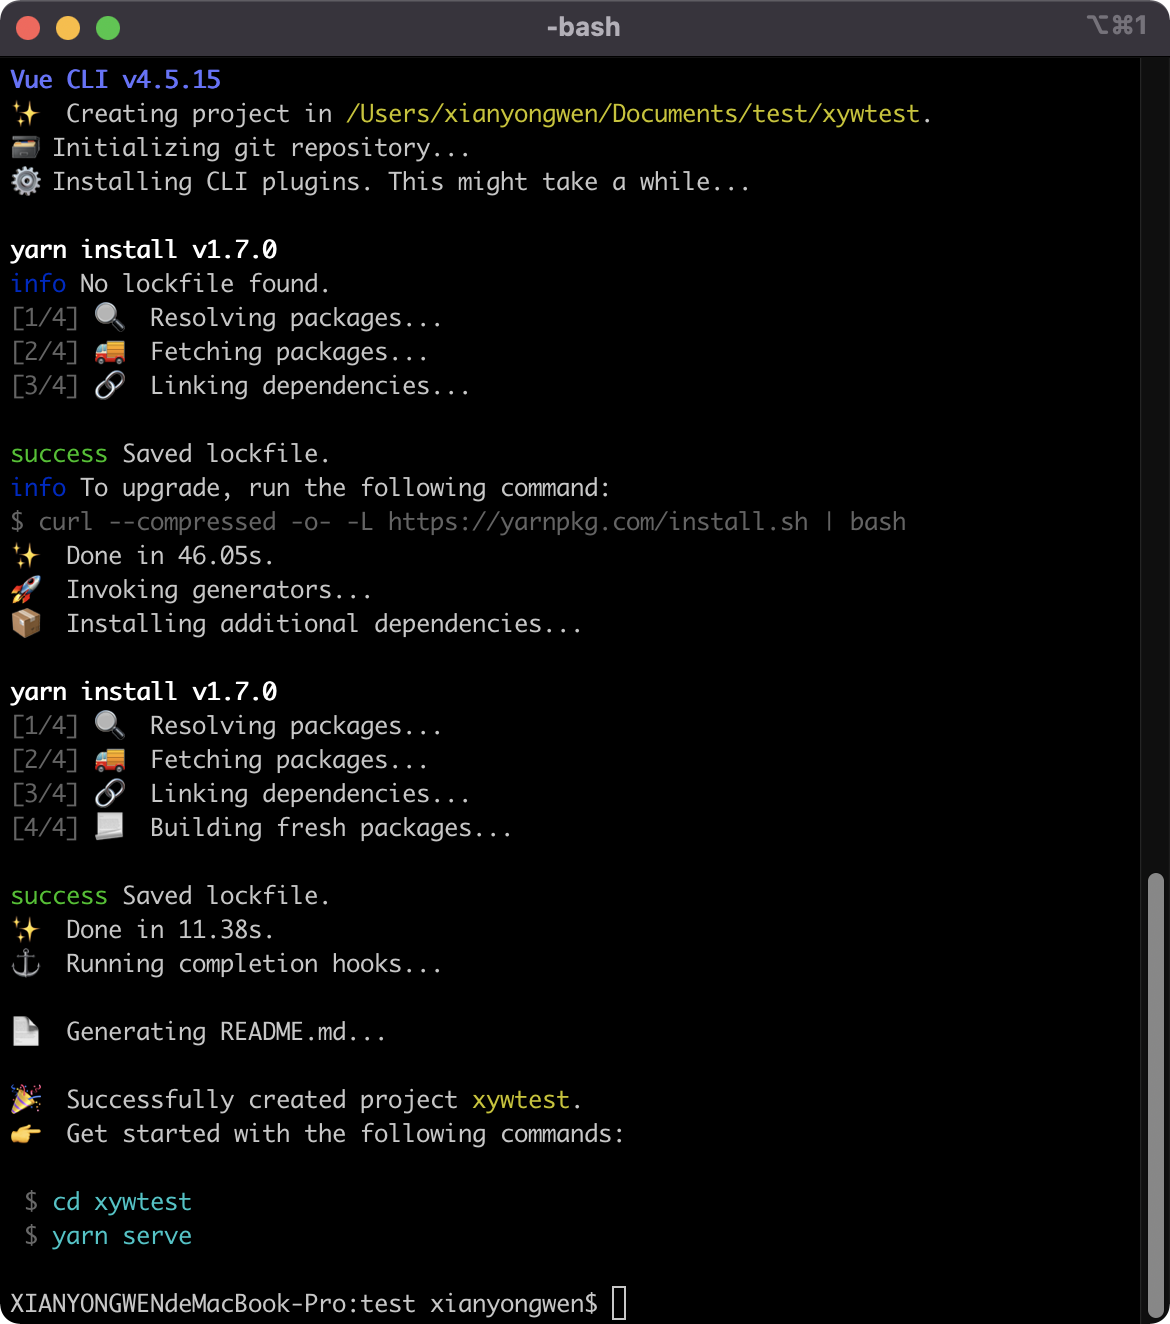 -bash
⌥⌘1
Vue CLI v4.5.15
✨  Creating project in /Users/xianyongwen/Documents/test/xywtest.
🗃 Initializing git repository...
⚙️ Installing CLI plugins. This might take a while...
yarn install v1.7.0
info No lockfile found.
[1/4] 🔍  Resolving packages...
[2/4] 🚚  Fetching packages...
[3/4] 🔗  Linking dependencies...
success Saved lockfile.
info To upgrade, run the following command:
$ curl --compressed -o- -L https://yarnpkg.com/install.sh | bash
✨  Done in 46.05s.
🚀  Invoking generators...
📦  Installing additional dependencies...
yarn install v1.7.0
[1/4] 🔍  Resolving packages...
[2/4] 🚚  Fetching packages...
[3/4] 🔗  Linking dependencies...
[4/4] 📃  Building fresh packages...
success Saved lockfile.
✨  Done in 11.38s.
⚓  Running completion hooks...
📄  Generating README.md...
🎉  Successfully created project xywtest.
👉  Get started with the following commands:
$ cd xywtest
$ yarn serve
XIANYONGWENdeMacBook-Pro:test xianyongwen$